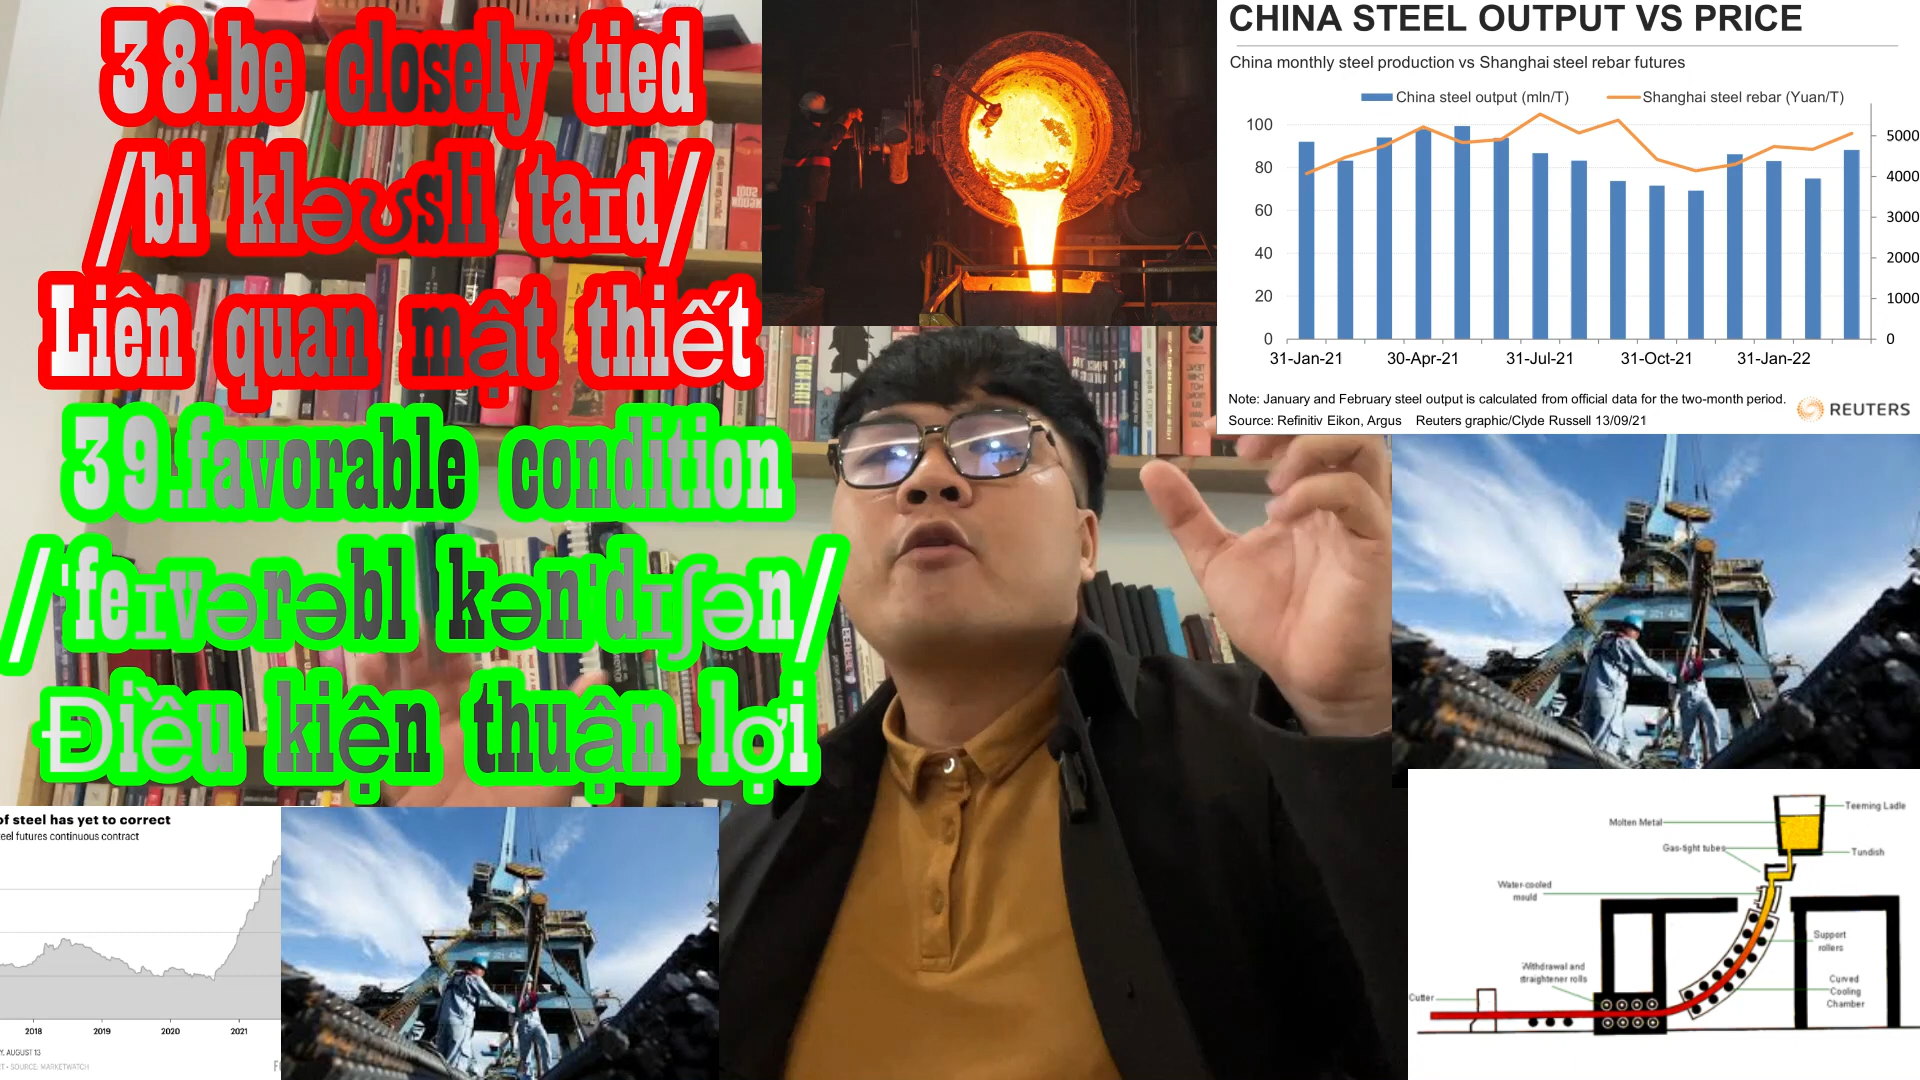 38.be closely tied
/bi kləʊsli taɪd/
Liên quan mật thiết
39.favorable condition
/ˈfeɪvərəbl kənˈdɪʃən/
Điều kiện thuận lợi
CHINA STEEL OUTPUT VS PRICE
China monthly steel production vs Shanghai steel rebar futures
China steel output (mln/T) Shanghai steel rebar (Yuan/T)
100
80
60
40
20
0
5000
4000
3000
2000
1000
0
31-Jan-21 30-Apr-21 31-Jul-21 31-Oct-21 31-Jan-22
Note: January and February steel output is calculated from official data for the two-month period.
Source: Refinitiv Eikon, Argus Reuters graphic/Clyde Russell 13/09/21
REUTERS
of steel has yet to correct
eel futures continuous contract
2018 2019 2020 2021
Y, AUGUST 13
T • SOURCE: MARKETWATCH
Teeming Ladle
Molten Metal
Gas-tight tubes
Tundish
Water-cooled
mould
Support
rollers
Withdrawal and
straightener rolls
Curved
Cooling
Chamber
Cutter